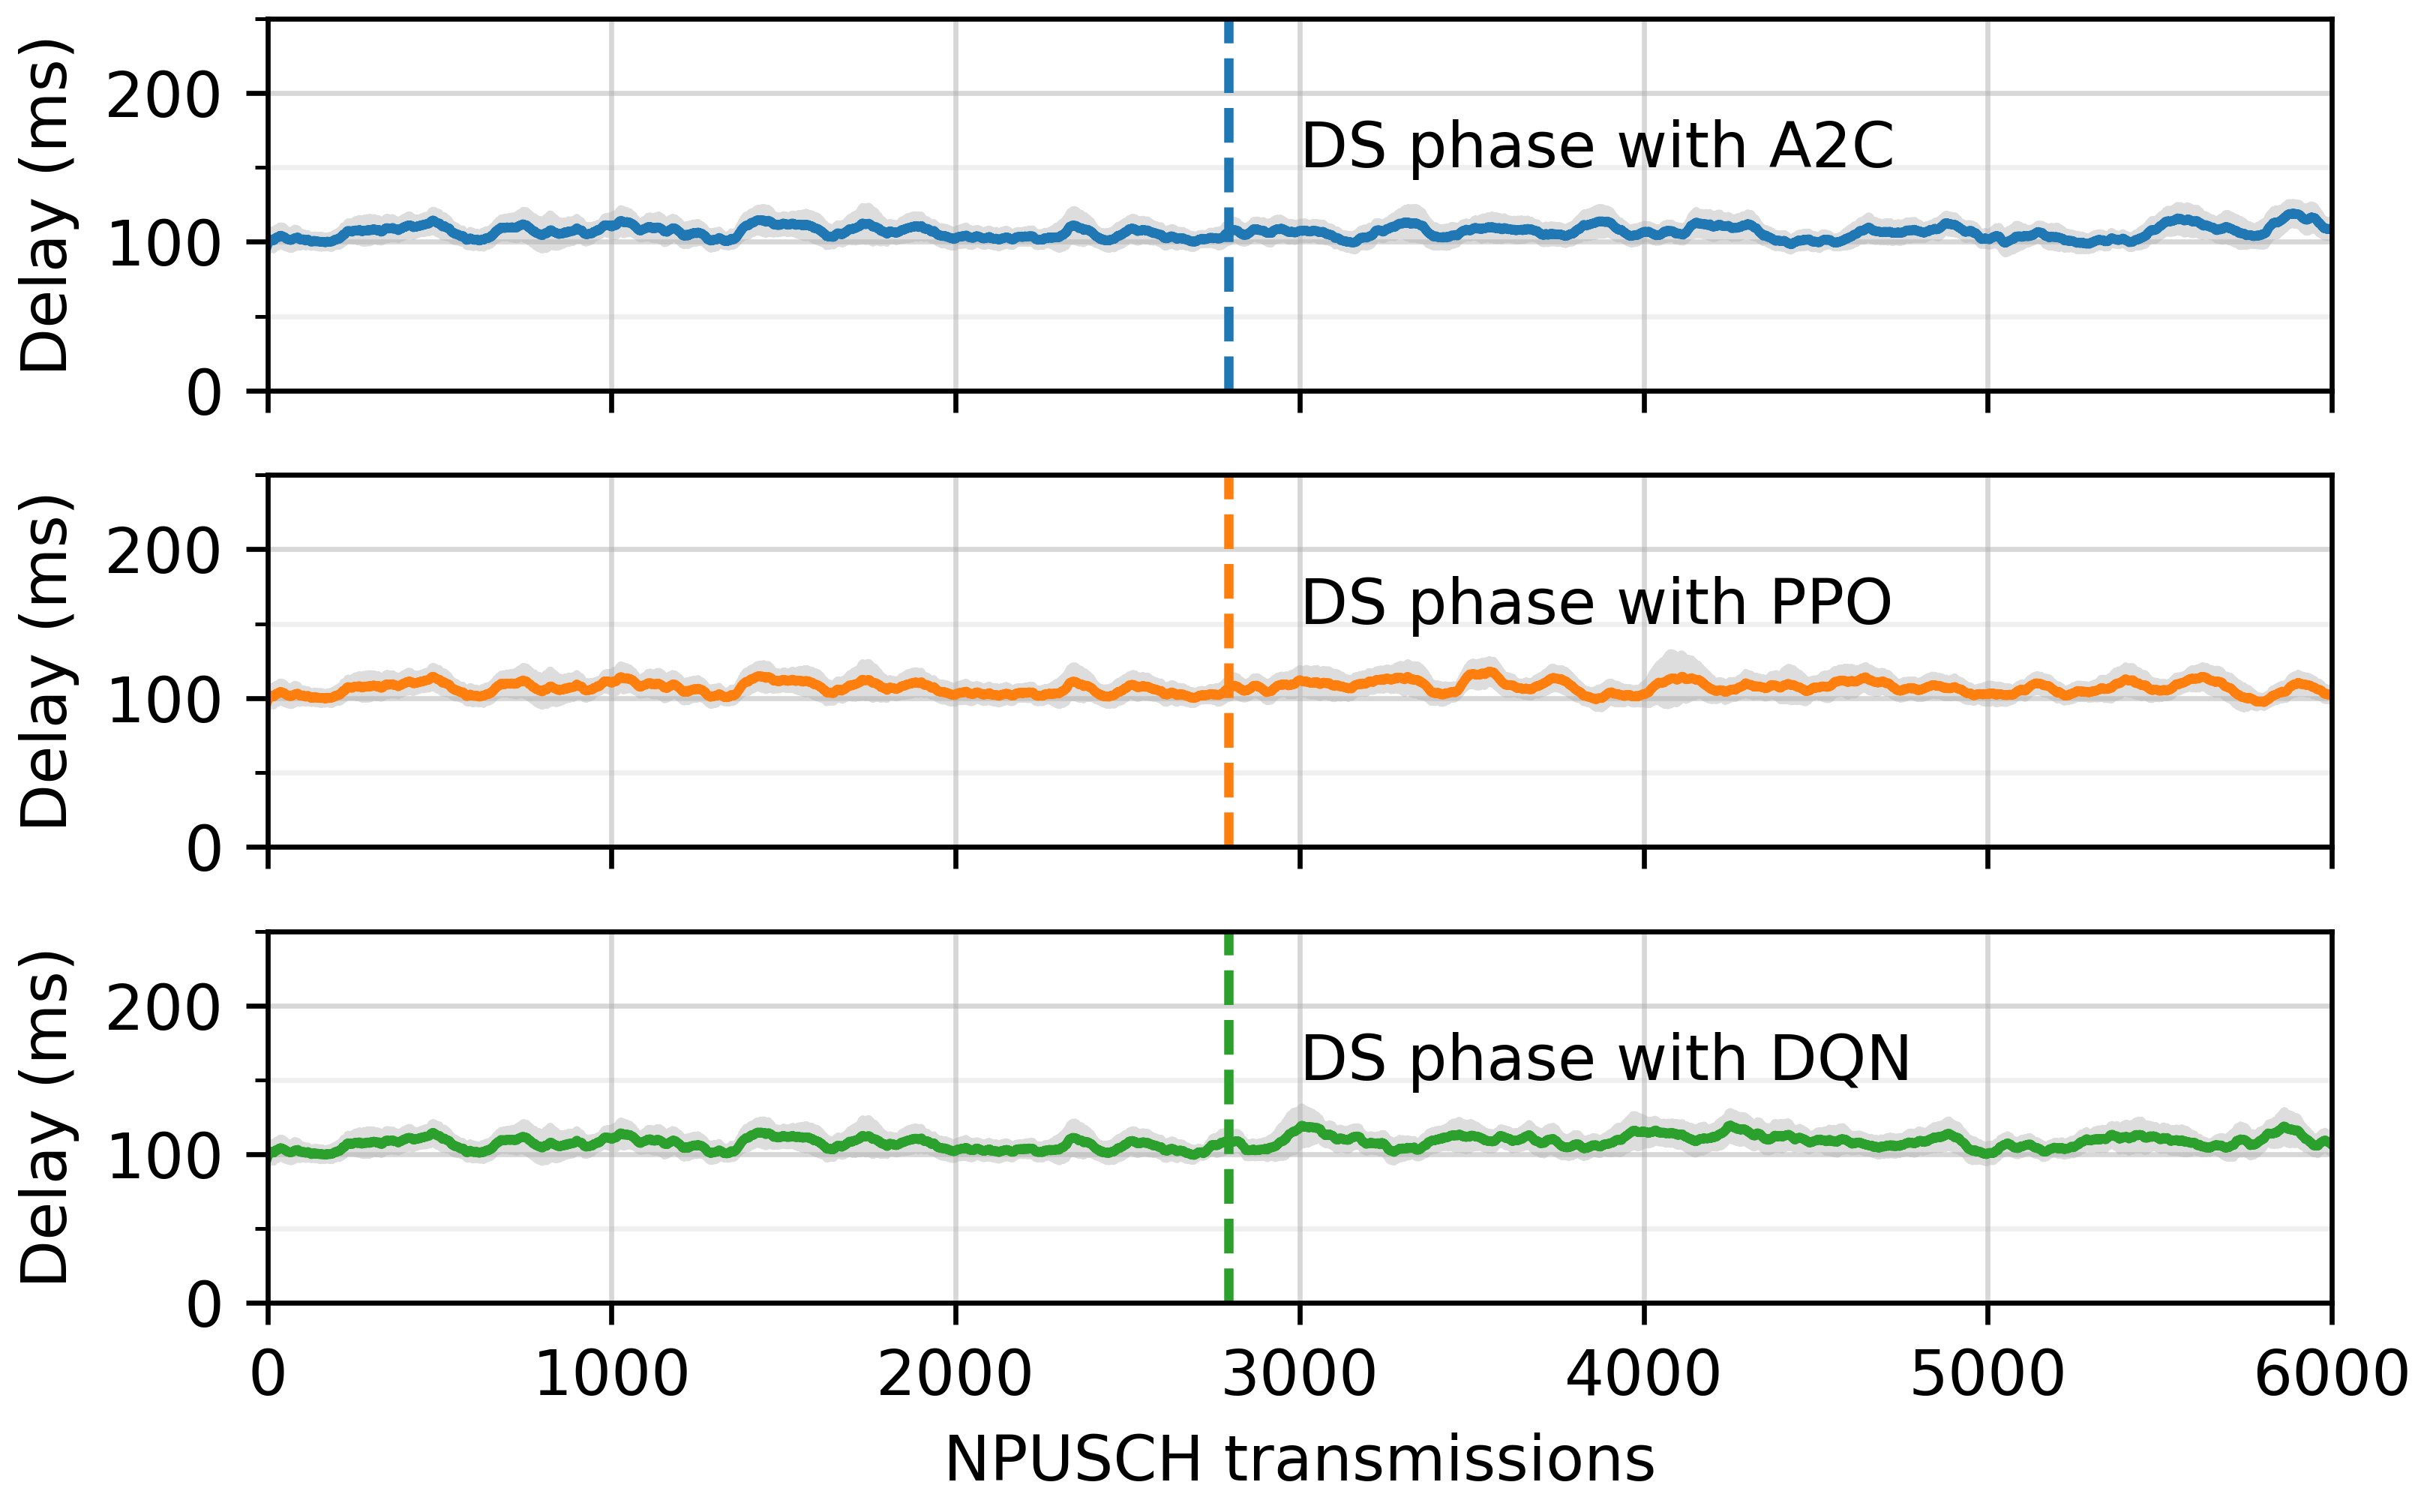 Delay (ms)
200
100
0
DS phase with A2C
Delay (ms)
200
100
0
DS phase with PPO
Delay (ms)
200
100
0
DS phase with DQN
0 1000 2000 3000 4000 5000 6000
NPUSCH transmissions